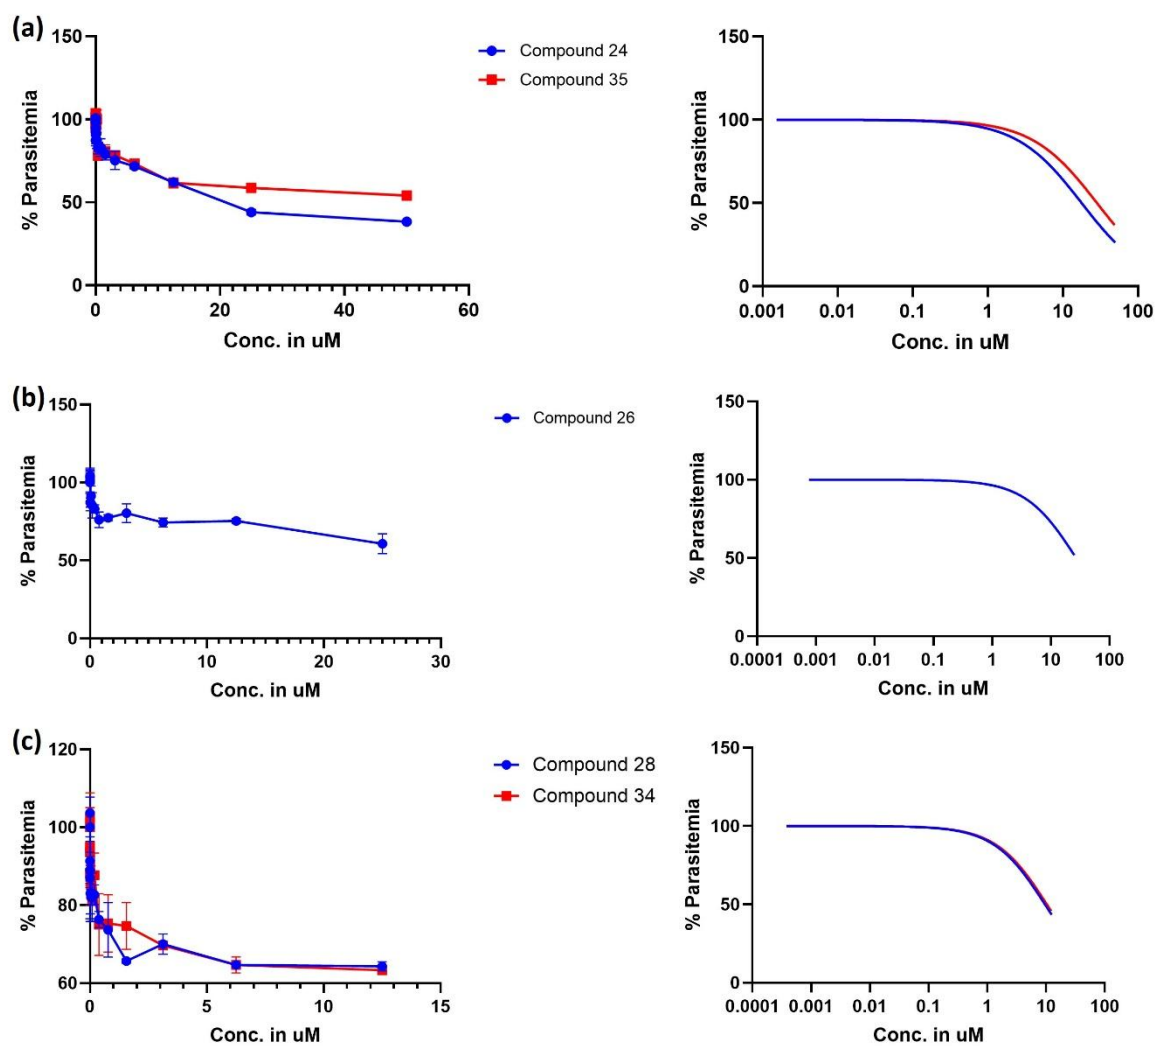 (a)
150
100
50
0
% Parasitemia
0 20 40 60
Conc. in uM
Compound 24
Compound 35
150
100
50
0
% Parasitemia
0.001 0.01 0.1 1 10 100
Conc. in uM
(b)
150
100
50
0
% Parasitemia
0 10 20 30
Conc. in uM
Compound 26
150
100
50
0
% Parasitemia
0.0001 0.001 0.01 0.1 1 10 100
Conc. in uM
(c)
120
100
80
60
% Parasitemia
0 5 10 15
Conc. in uM
Compound 28
Compound 34
150
100
50
0
% Parasitemia
0.0001 0.001 0.01 0.1 1 10 100
Conc. in uM